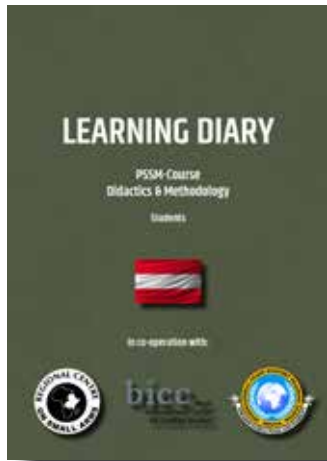 LEARNING DIARY
PSSM-Course
Didactics & Methodology
Students
in co-operation with:
REGIONAL CENTRE
ON SMALL ARMS
bicc